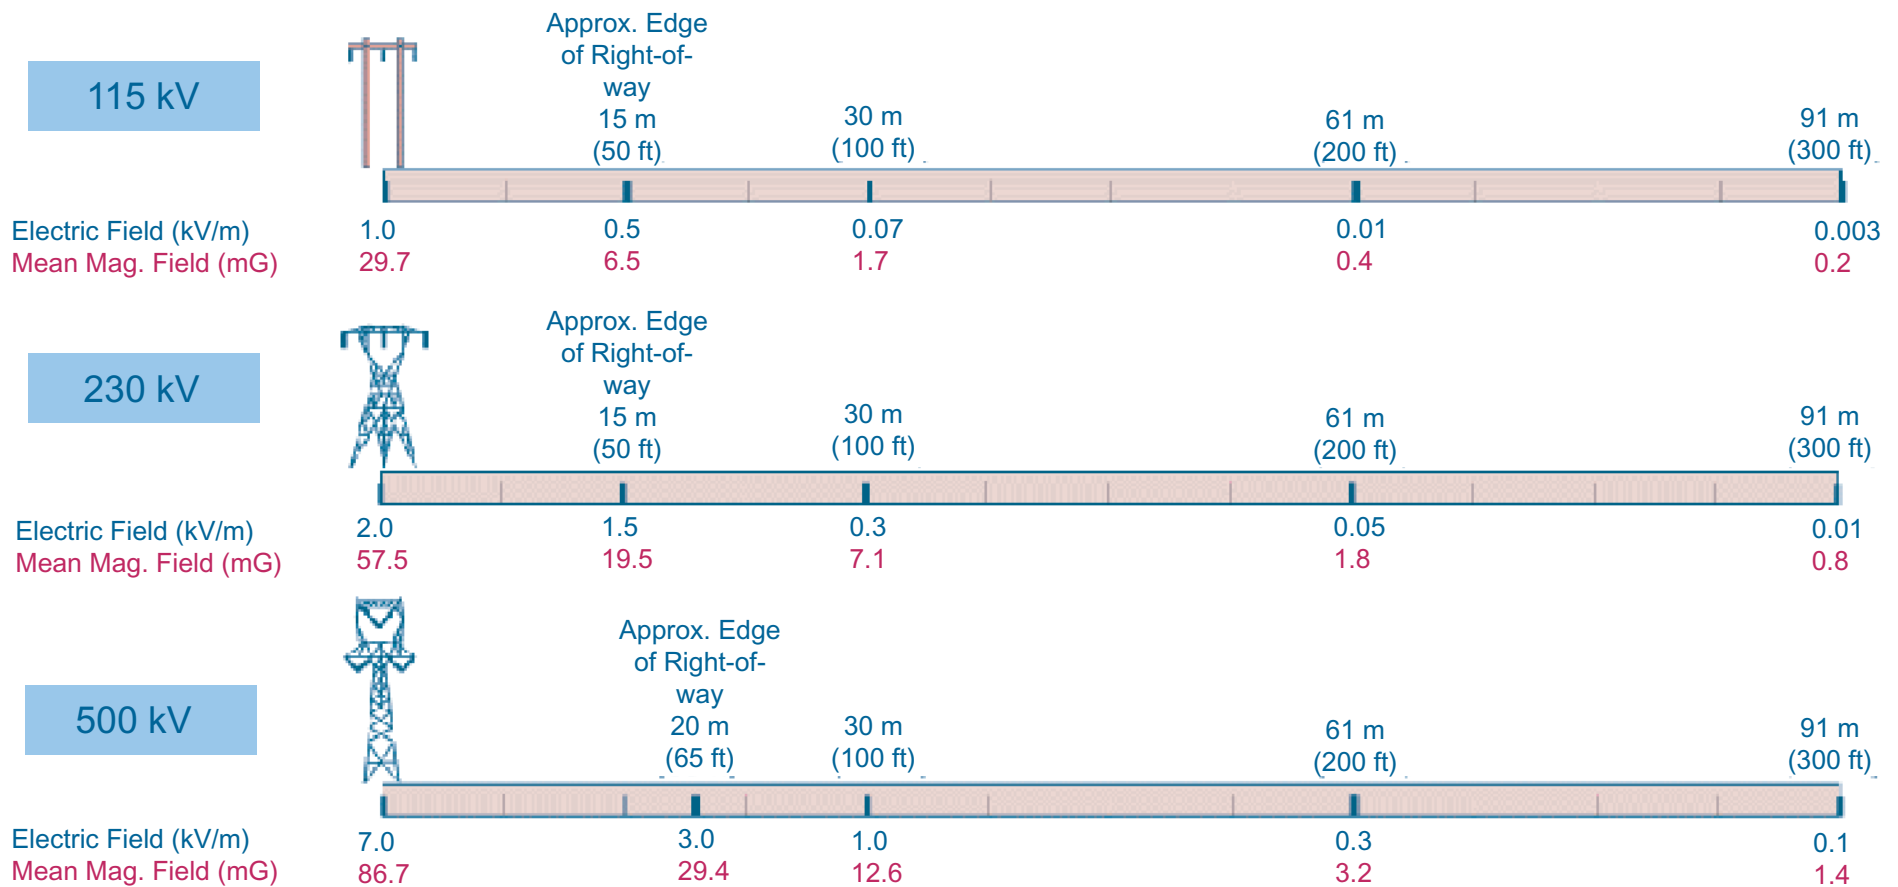 Approx. Edge
of Right-of-
way
115 kV
15 m
(50 ft)
30 m
(100 ft)
61 m
(200 ft)
91 m
(300 ft)
Electric Field (kV/m) 1.0 0.5 0.07 0.01 0.003
Mean Mag. Field (mG) 29.7 6.5 1.7 0.4 0.2
Approx. Edge
of Right-of-
way
230 kV
15 m
(50 ft)
30 m
(100 ft)
61 m
(200 ft)
91 m
(300 ft)
Electric Field (kV/m) 2.0 1.5 0.3 0.05 0.01
Mean Mag. Field (mG) 57.5 19.5 7.1 1.8 0.8
Approx. Edge
of Right-of-
way
500 kV
20 m
(65 ft)
30 m
(100 ft)
61 m
(200 ft)
91 m
(300 ft)
Electric Field (kV/m) 7.0 3.0 1.0 0.3 0.1
Mean Mag. Field (mG) 86.7 29.4 12.6 3.2 1.4